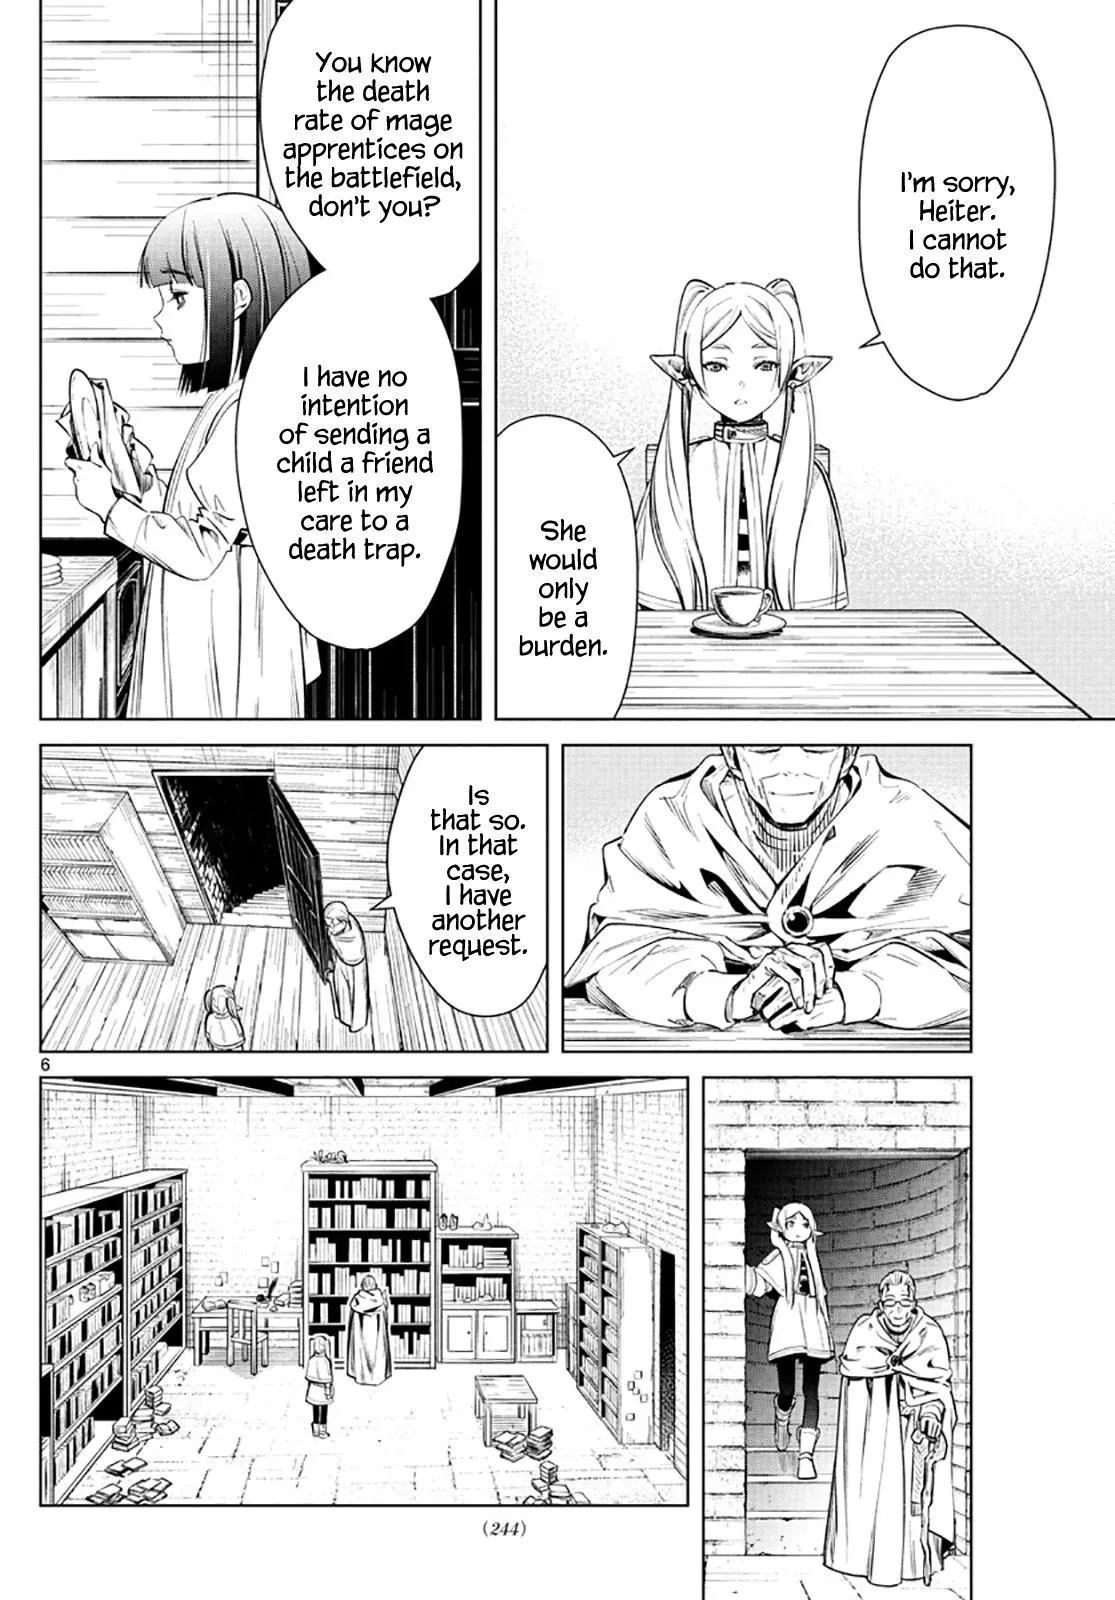 I'm sorry,
Heiter.
I cannot
do that.
She
would
only
be a
burden.
You know
the death
rate of mage
apprentices on
the battlefield,
don't you?
I have no
intention
of sending a
child a friend
left in my
care to a
death trap.
Is
that so.
In that
case,
I have
another
request.
6
(244)